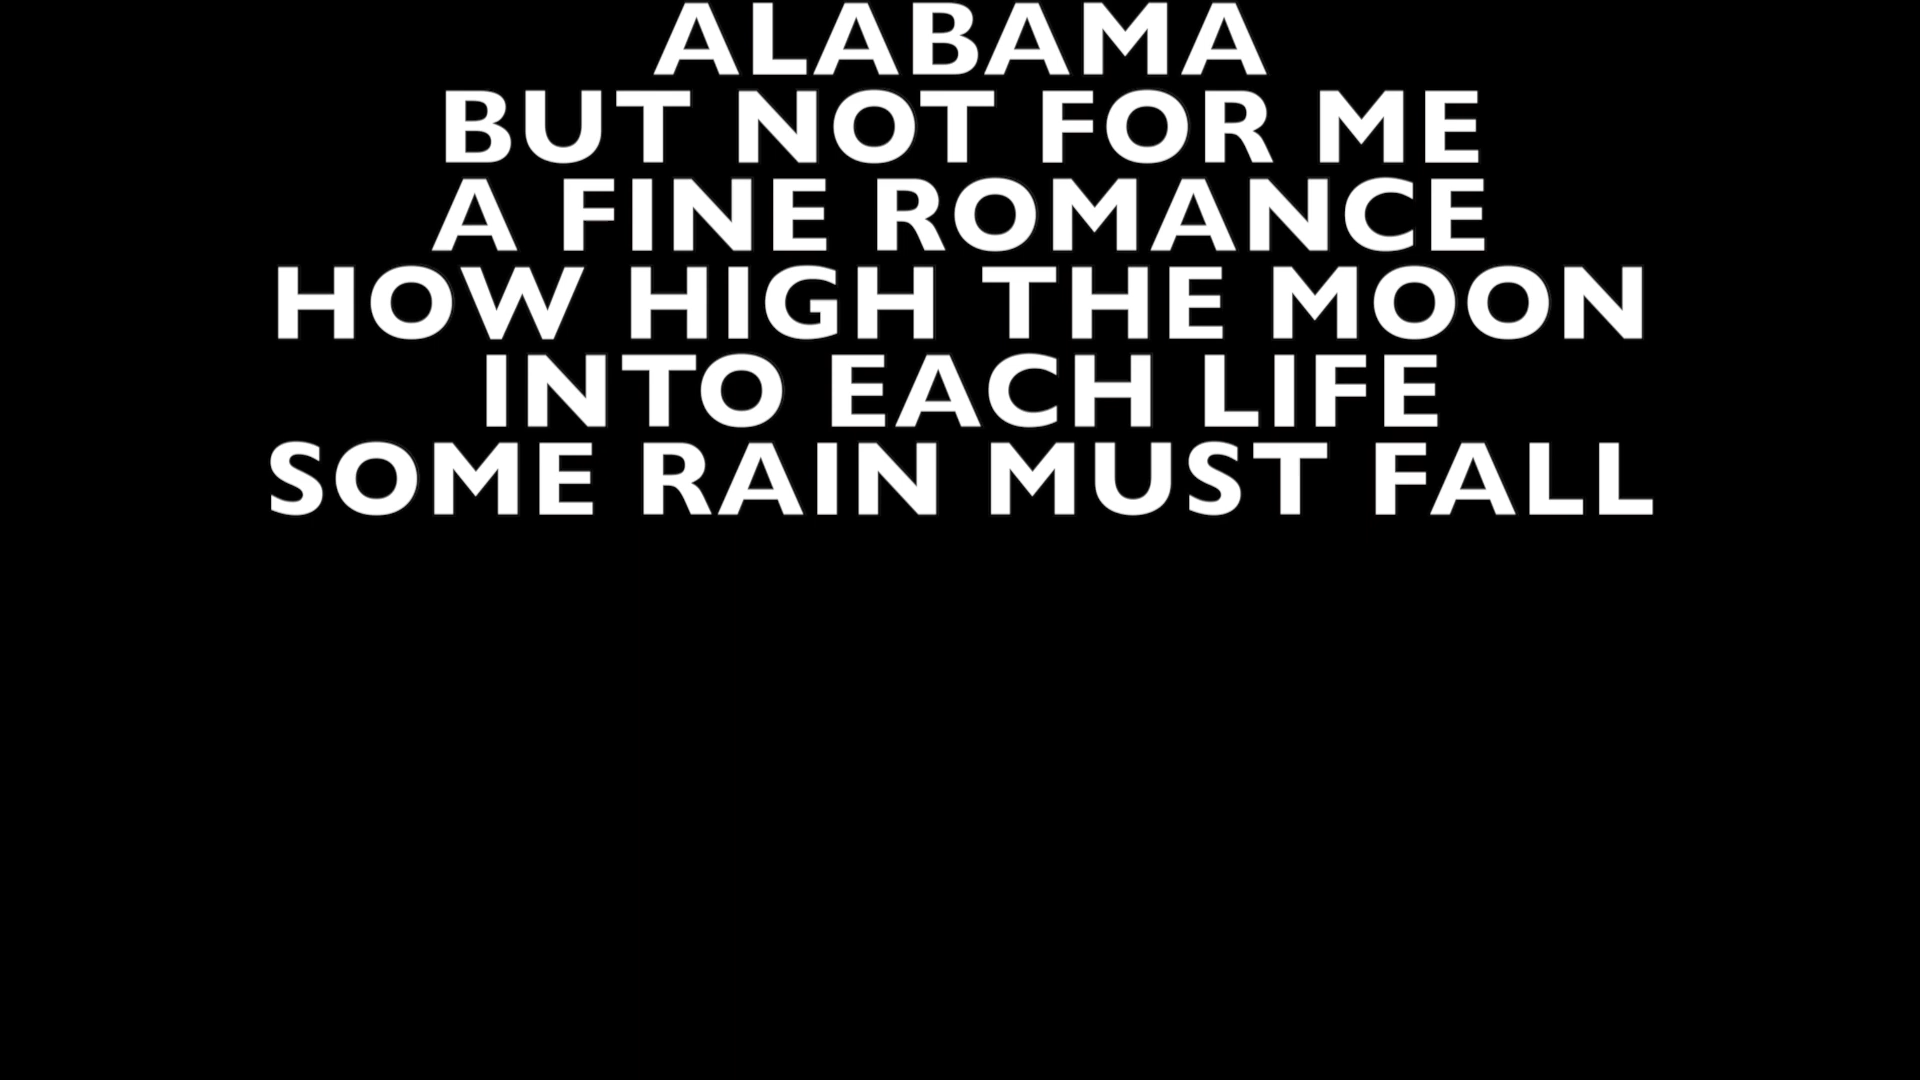 ALABAMA
BUT NOT FOR ME
A FINE ROMANCE
HOW HIGH THE MOON
INTO EACH LIFE
SOME RAIN MUST FALL